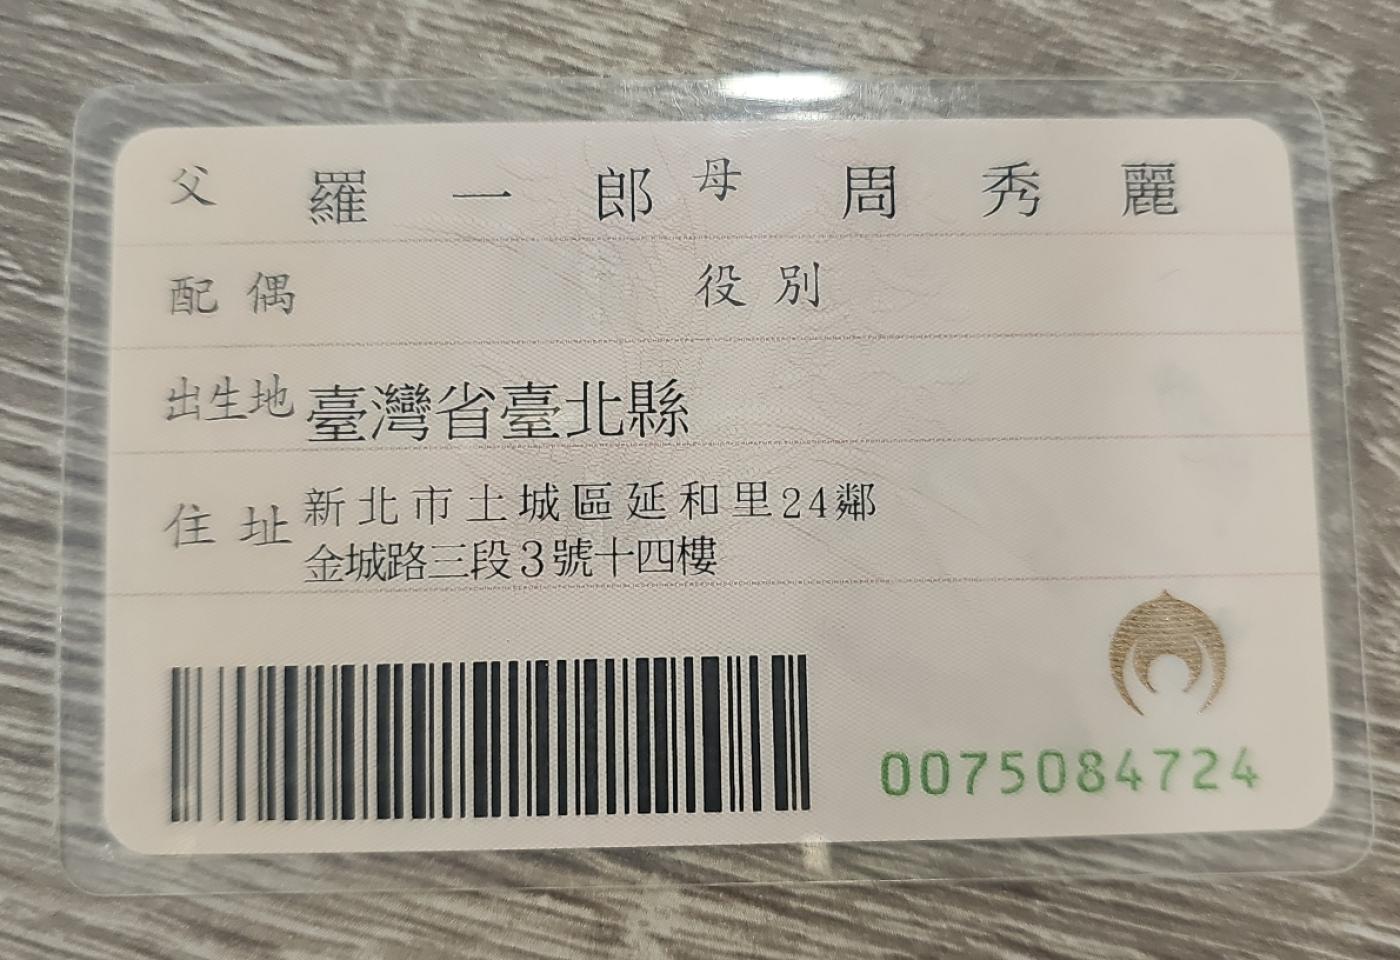 父 羅一郎 母 周秀麗
配偶 役別
出生地 臺灣省臺北縣
住址 新北市土城區延和里24鄰
金城路三段3號十四樓
0075084724